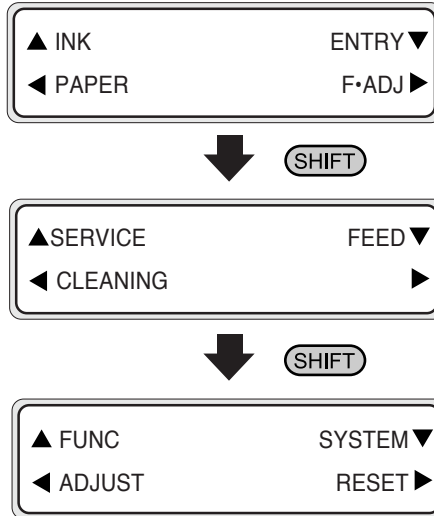 ▲ INK ENTRY▼
◀ PAPER F•ADJ▶
SHIFT
▲SERVICE FEED▼
◀ CLEANING ▶
SHIFT
▲ FUNC SYSTEM▼
◀ ADJUST RESET▶